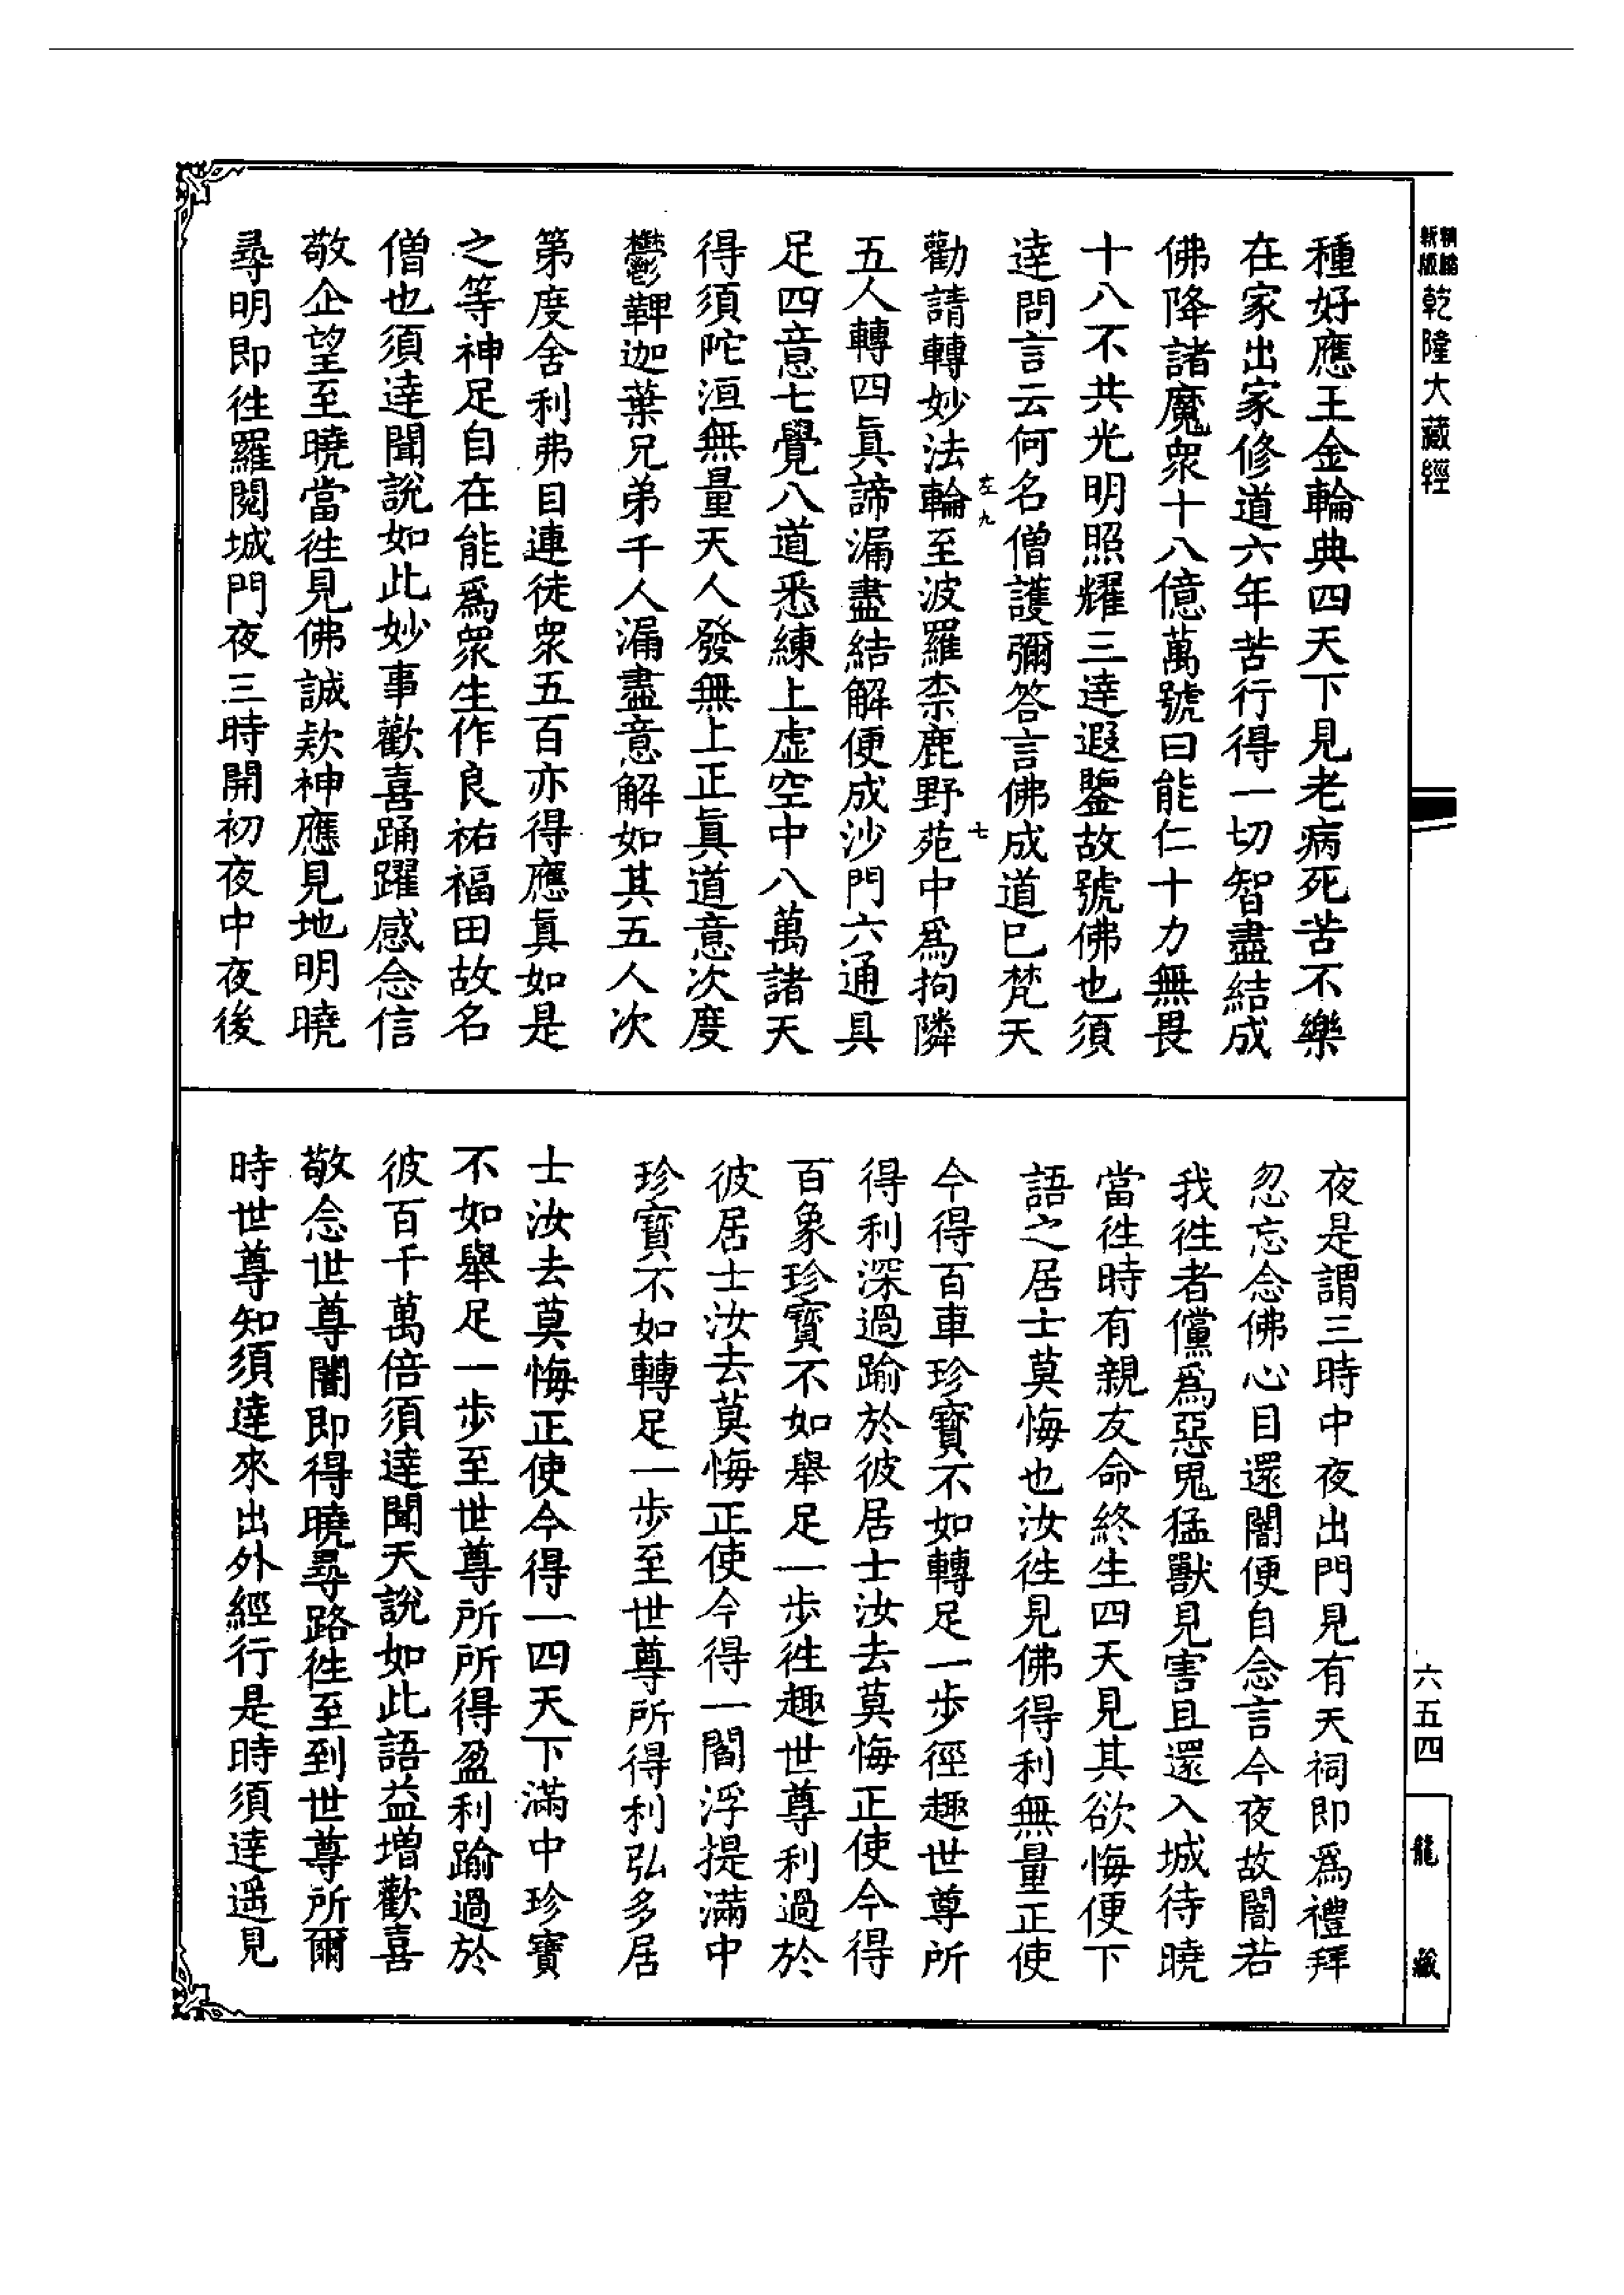 精縮
新版
乾隆大藏經
種好應王金輪典四天下見老病死苦不樂
在家出家修道六年苦行得一切智盡結成
佛降諸魔衆十八億萬號曰能仁十力無畏
十八不共光明照耀三達遐鑒故號佛也須
達問言云何名僧護彌答言佛成道已梵天
左九
七
勸請轉妙法輪至波羅柰鹿野苑中爲拘隣
五人轉四眞諦漏盡結解便成沙門六通具
足四意七覺八道悉練上虛空中八萬諸天
得須陀洹無量天人發無上正眞道意次度
鬱鞞迦葉兄弟千人漏盡意解如其五人次
第度舍利弗目連徒衆五百亦得應眞如是
之等神足自在能爲衆生作良祐福田故名
僧也須達聞說如此妙事歡喜踊躍感念信
敬企望至曉當往見佛誠款神應見地明曉
尋明即往羅閱城門夜三時開初夜中夜後
夜是謂三時中夜出門見有天祠即爲禮拜
忽忘念佛心目還闇便自念言今夜故闇若
我往者儻爲惡鬼猛獸見害且還入城待曉
當往時有親友命終生四天見其欲悔便下
語之居士莫悔也汝往見佛得利無量正使
今得百車珍寶不如轉足一步徑趣世尊所
得利深過踰於彼居士汝去莫悔正使今得
百象珍寶不如舉足一步往趣世尊利過於
彼居士汝去莫悔正使今得一閻浮提滿中
珍寶不如轉足一步至世尊所得利弘多居
士汝去莫悔正使今得一四天下滿中珍寶
不如舉足一步至世尊所所得盈利踰過於
彼百千萬倍須達聞天說如此語益增歡喜
敬念世尊闇即得曉尋路往至到世尊所爾
時世尊知須達來出外經行是時須達遥見
六五四
龍藏